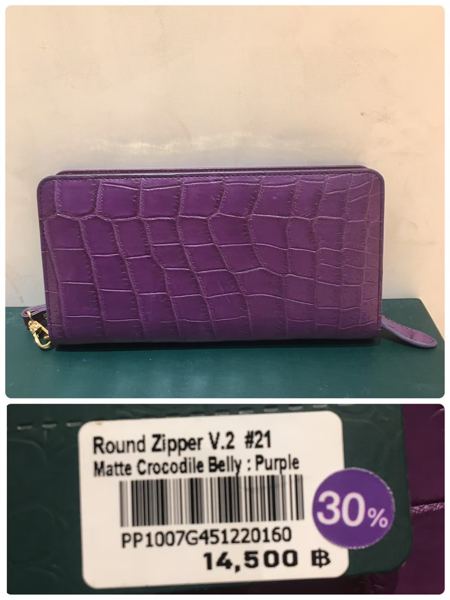 Round Zipper V.2 #21
Matte Crocodile Belly : Purple
PP1007G451220160
30%
14,500 ฿